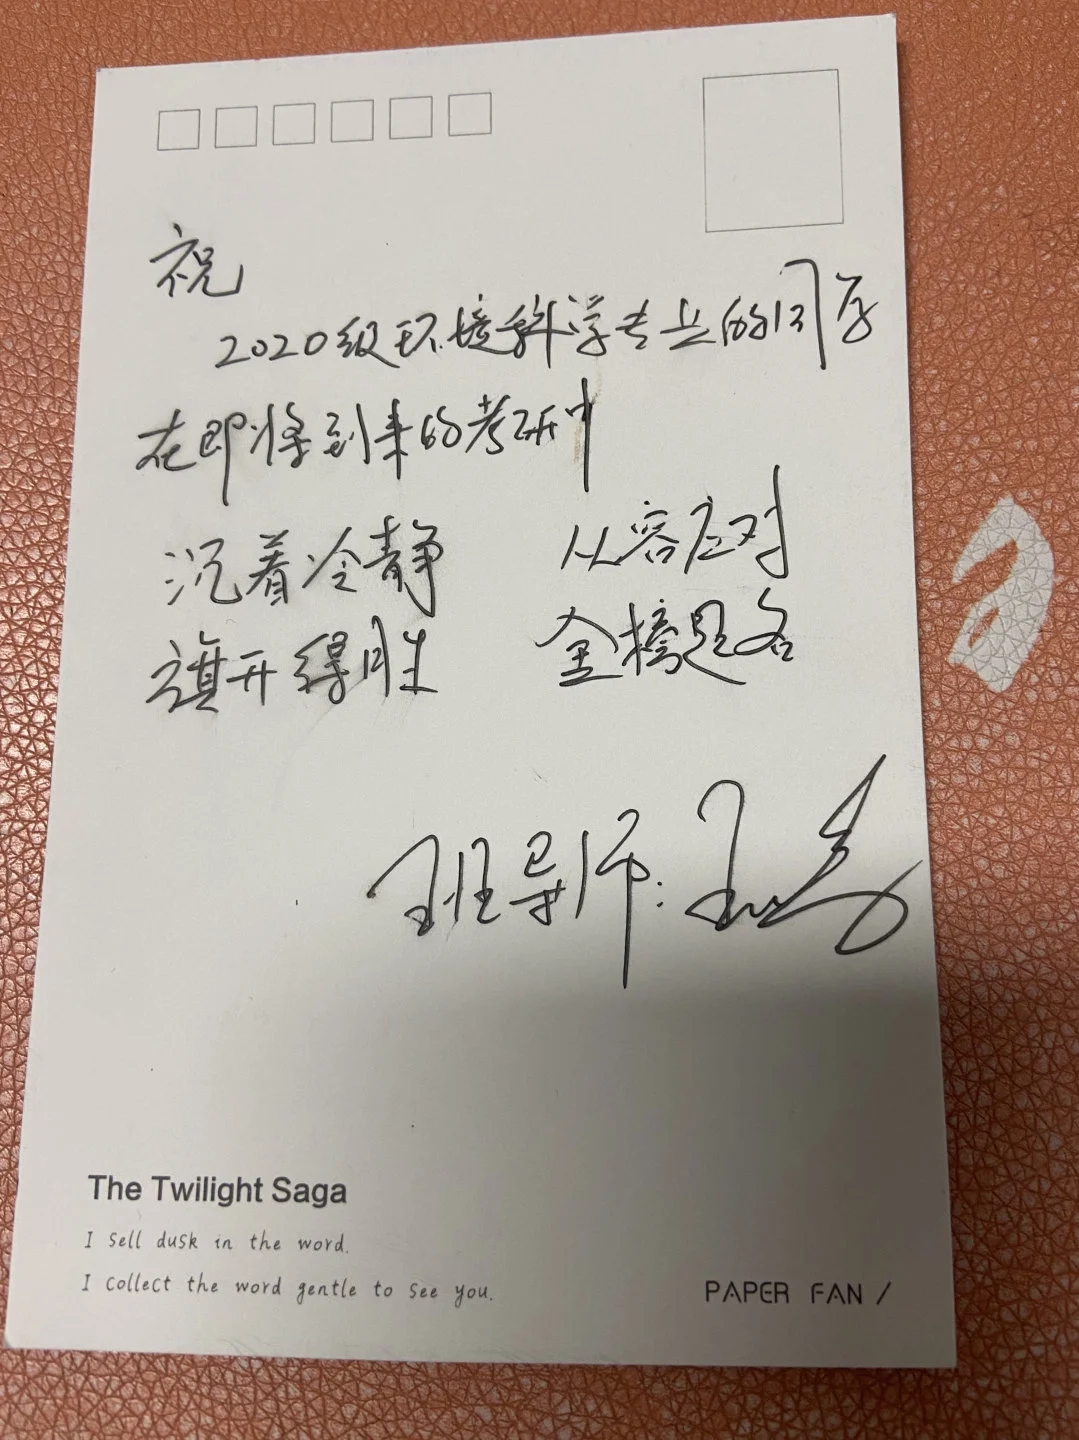 祝
2020级环境科学专业的同学
在即将到来的考研中
沉着冷静 从容应对
旗开得胜 金榜题名
班导师:
The Twilight Saga
I Sell dusk in the word.
I Collect the word gentle to See you.
PAPER FAN /